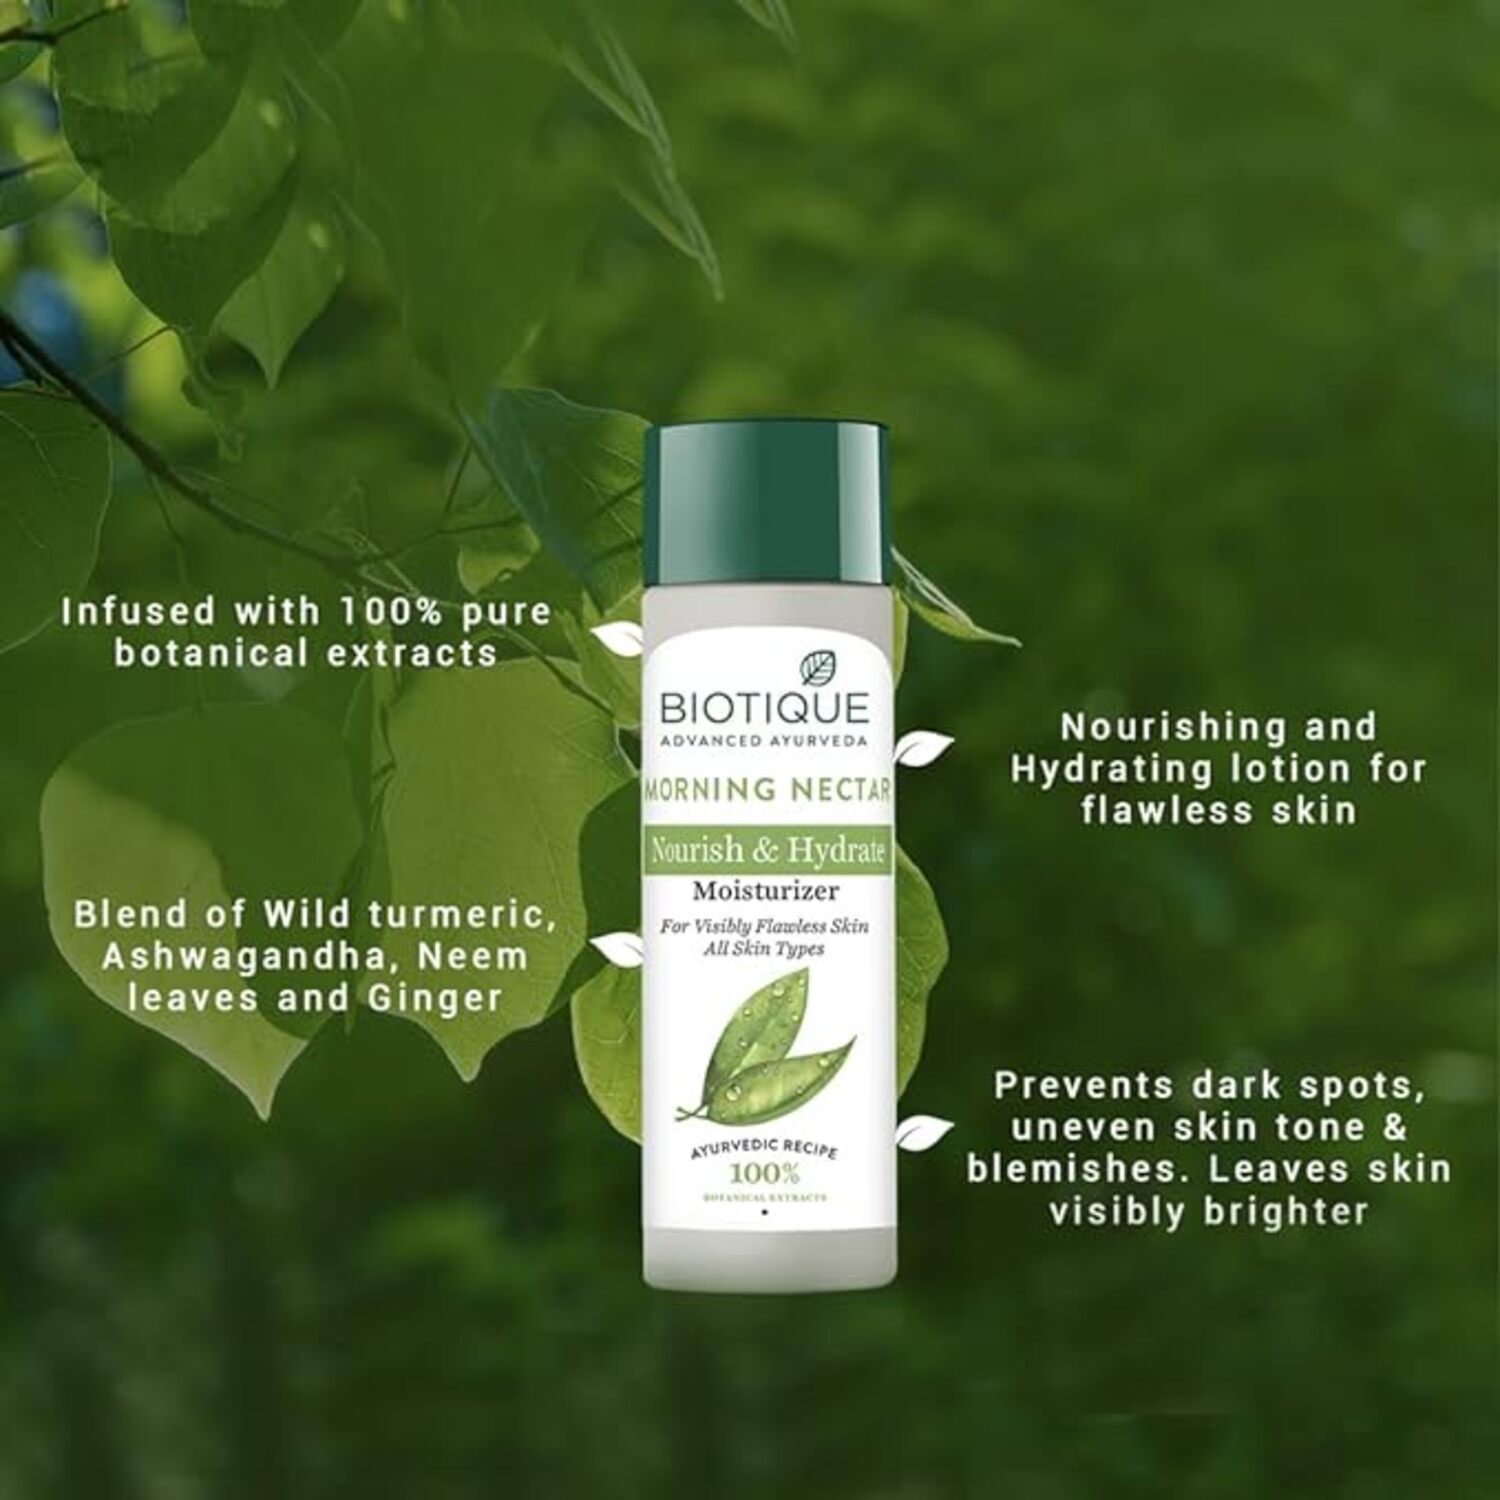 Infused with 100% pure
botanical extracts
Blend of Wild turmeric,
Ashwagandha, Neem
leaves and Ginger
BIOTIQUE
ADVANCED AYURVEDA
MORNING NECTAR
Nourish & Hydrate
Moisturizer
For Visibly Flawless Skin
All Skin Types
AYURVEDIC RECIPE
100%
BOTANICAL EXTRACTS
Nourishing and
Hydrating lotion for
flawless skin
Prevents dark spots,
uneven skin tone &
blemishes. Leaves skin
visibly brighter